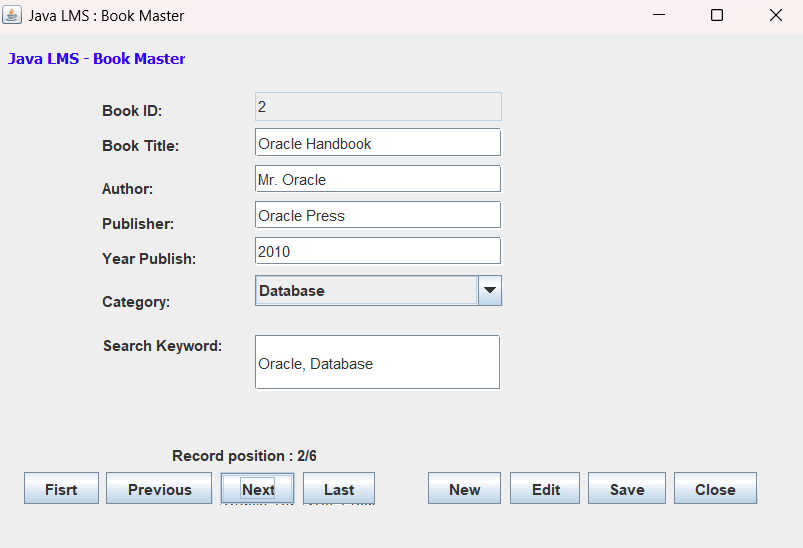 Java LMS : Book Master
Java LMS - Book Master
Book ID: 2
Book Title: Oracle Handbook
Author: Mr. Oracle
Publisher: Oracle Press
Year Publish: 2010
Category: Database
Search Keyword: Oracle, Database
Record position : 2/6
Fisrt Previous Next Last New Edit Save Close